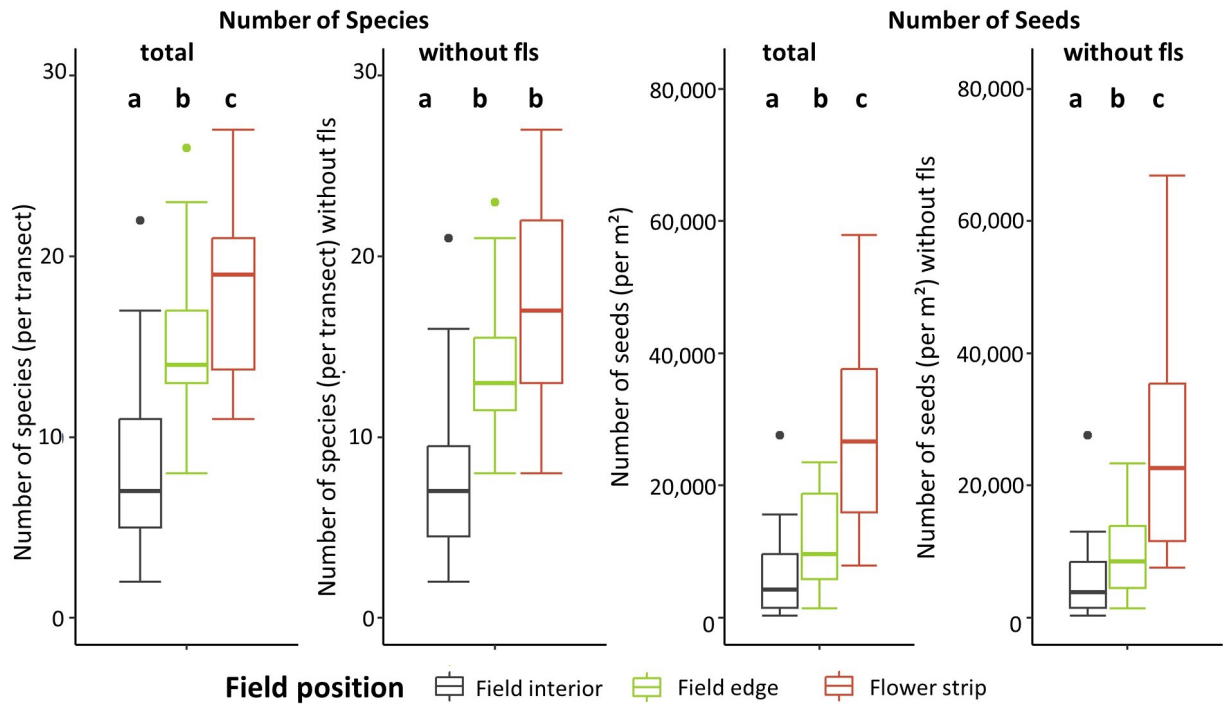 Number of Species
Number of Seeds
total
without fls
total
without fls
a b c
a b b
a b c
a b c
Number of species (per transect)
30
20
10
0
Number of species (per transect) without fls
30
20
10
0
Number of seeds (per m²)
80,000
60,000
40,000
20,000
0
Number of seeds (per m²) without fls
80,000
60,000
40,000
20,000
0
Field position Field interior Field edge Flower strip